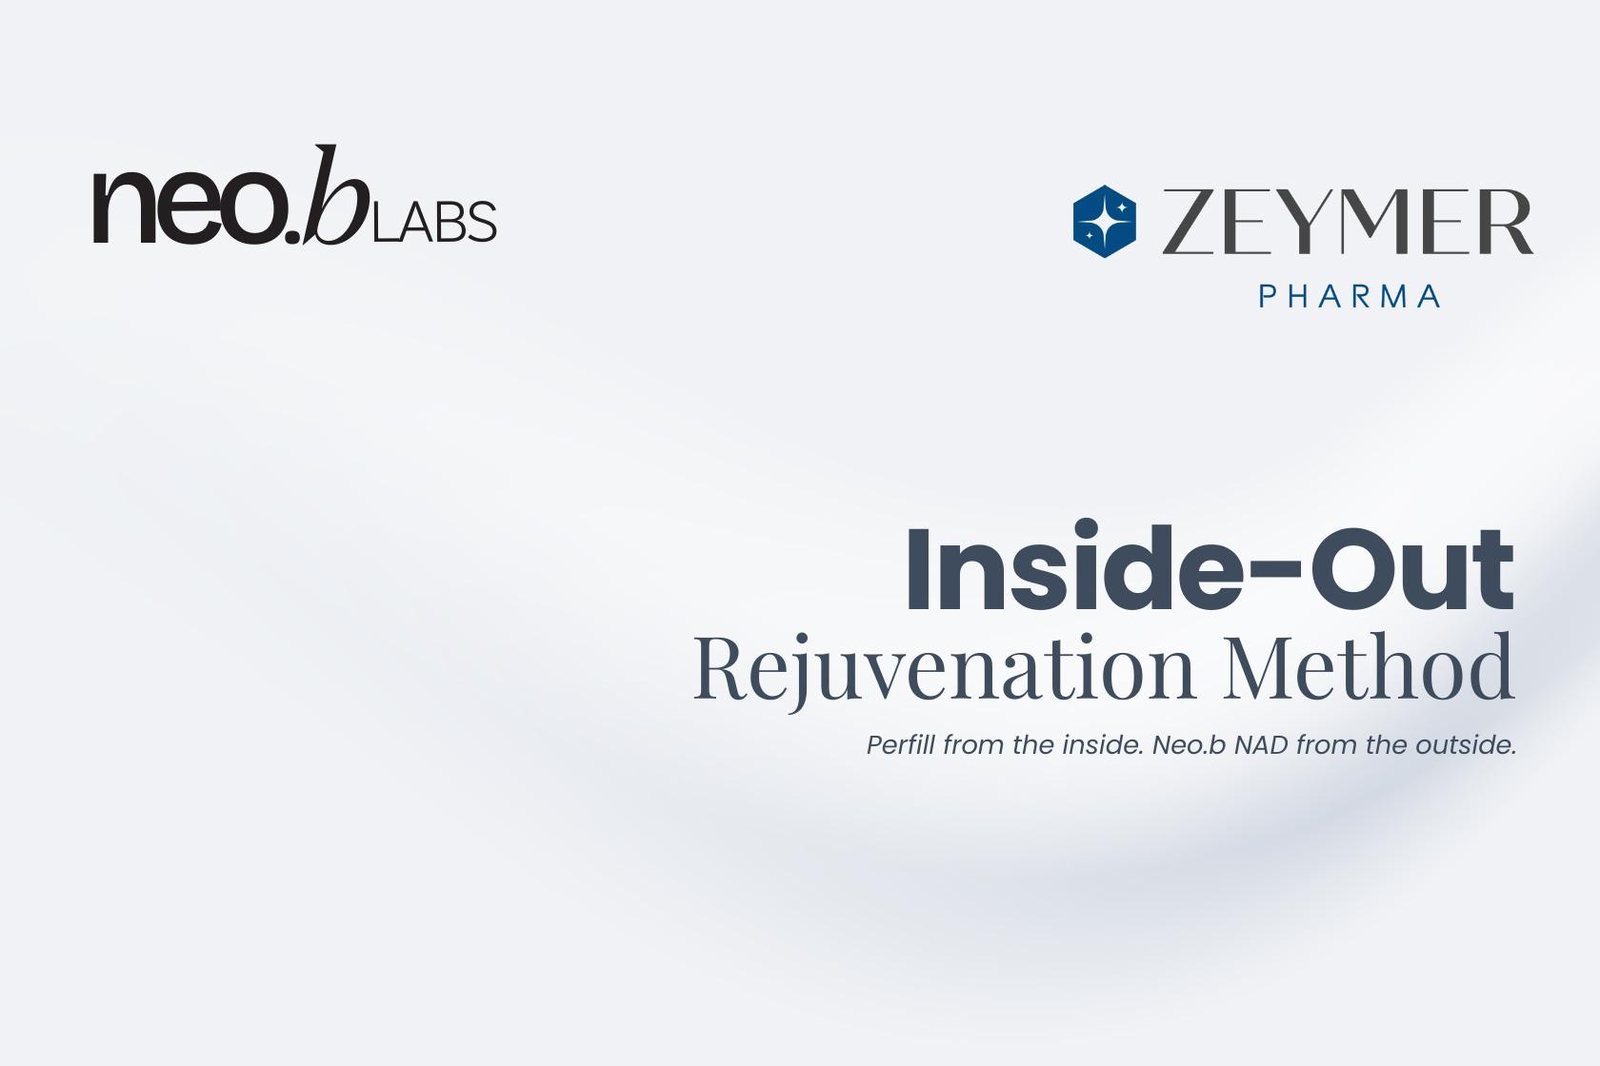 neo.b LABS
ZEYMER
PHARMA
Inside-Out
Rejuvenation Method
Perfill from the inside. Neo.b NAD from the outside.